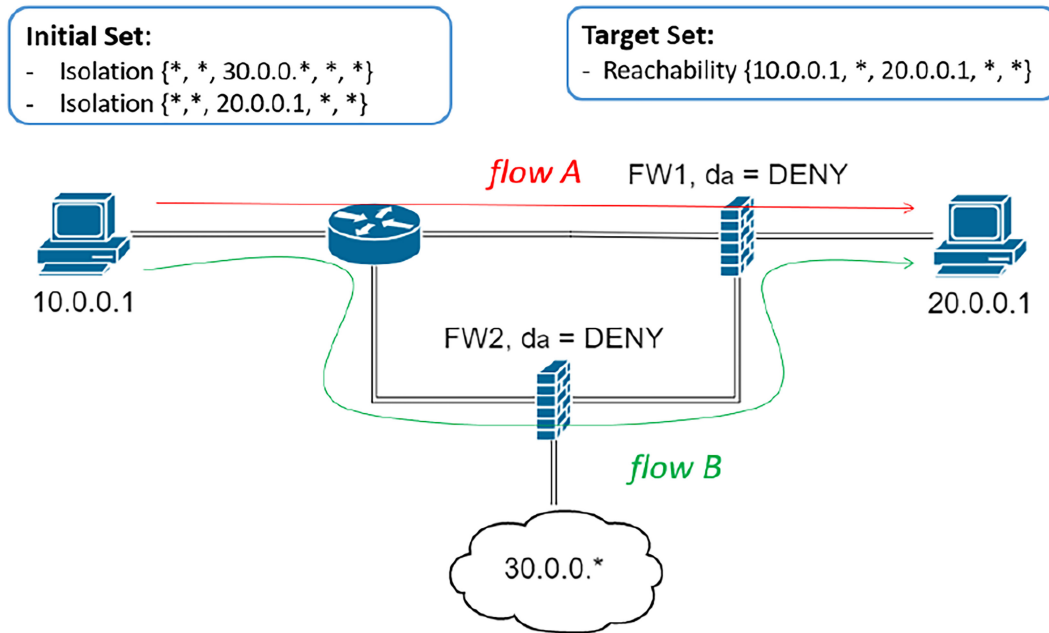 Initial Set:
- Isolation {*, *, 30.0.0.*, *, *}
- Isolation {*,*, 20.0.0.1, *, *}
Target Set:
- Reachability {10.0.0.1, *, 20.0.0.1, *, *}
flow A
FW1, da = DENY
10.0.0.1
20.0.0.1
FW2, da = DENY
flow B
30.0.0.*